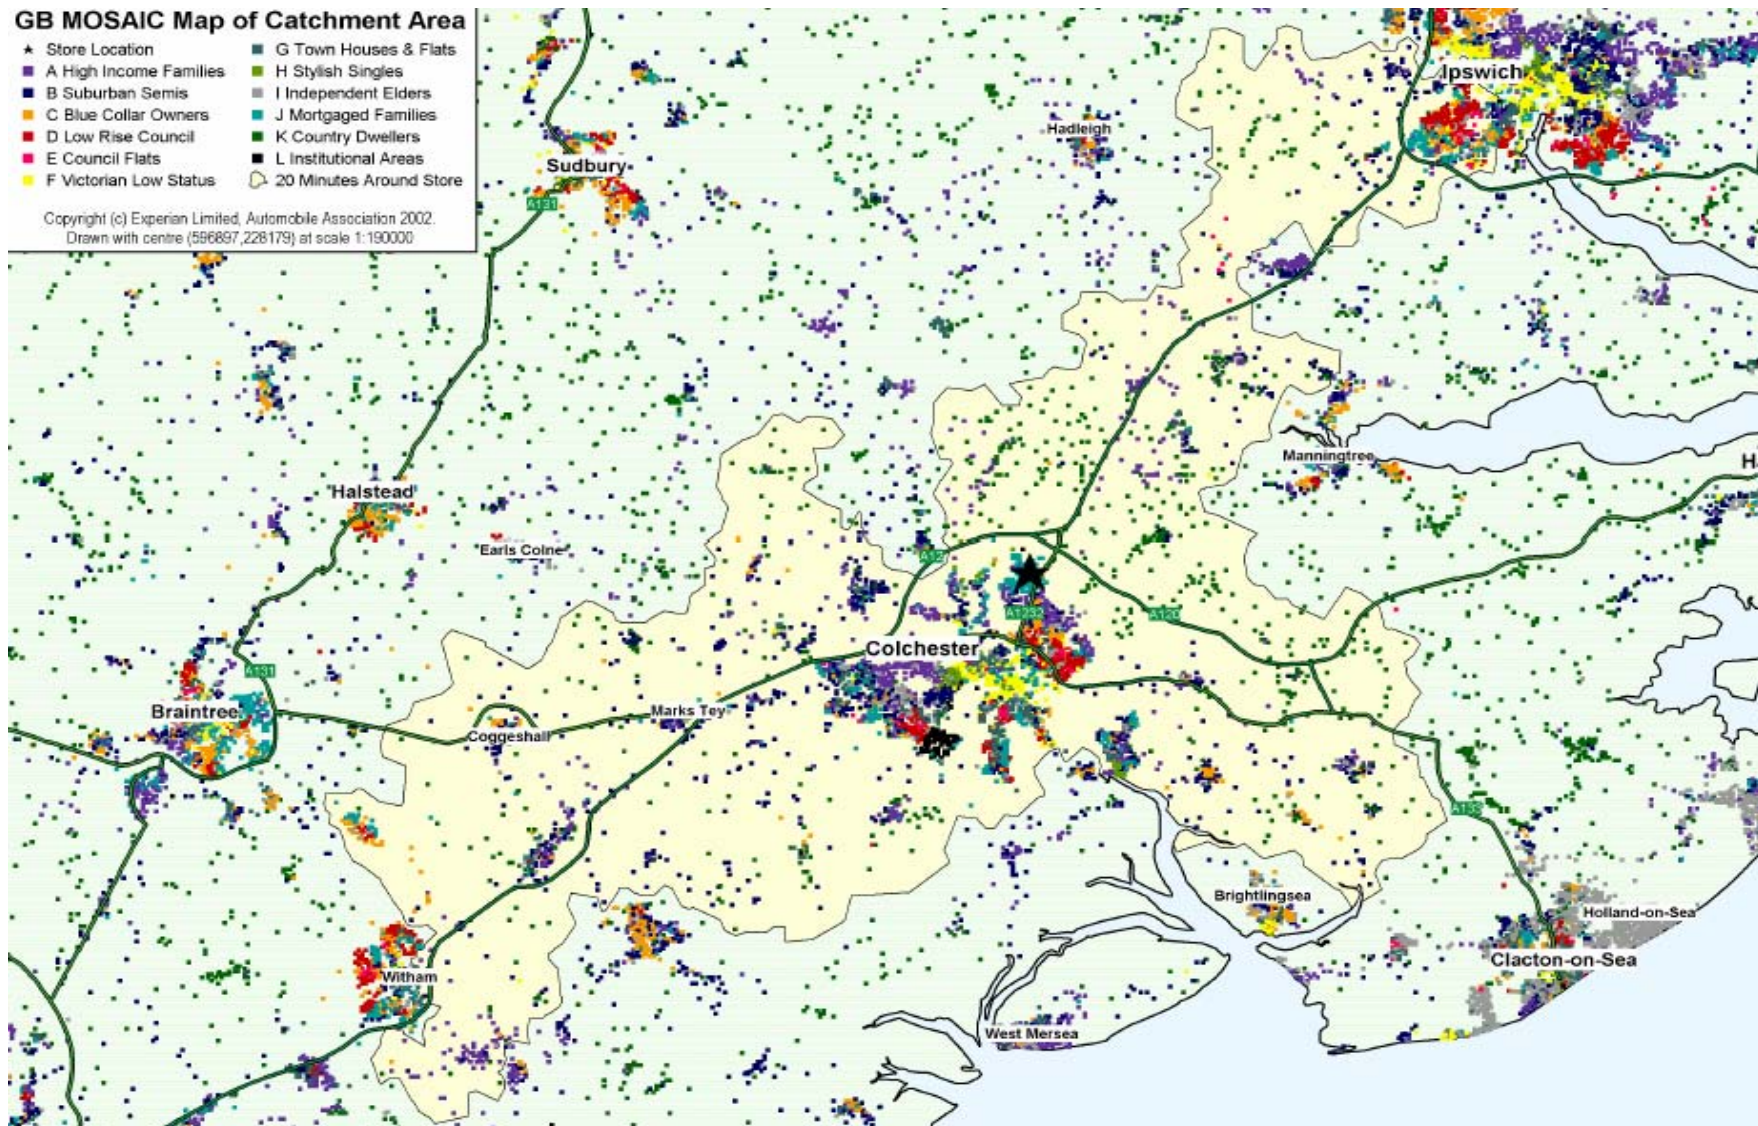 GB MOSAIC Map of Catchment Area
Store Location
A High Income Families
B Suburban Semis
C Blue Collar Owners
D Low Rise Council
E Council Flats
F Victorian Low Status
G Town Houses & Flats
H Stylish Singles
I Independent Elders
J Mortgaged Families
K Country Dwellers
L Institutional Areas
20 Minutes Around Store
Copyright (c) Experian Limited, Automobile Association 2002.
Drawn with centre (596897,228179) at scale 1:190000
Ipswich
Hadleigh
Sudbury
A131
Manningtree
Ha
Halstead
Earls Colne
A12
A1232
A120
Colchester
A131
Braintree
Marks Tey
Coggeshall
A133
Brightlingsea
Holland-on-Sea
Clacton-on-Sea
Witham
West Mersea